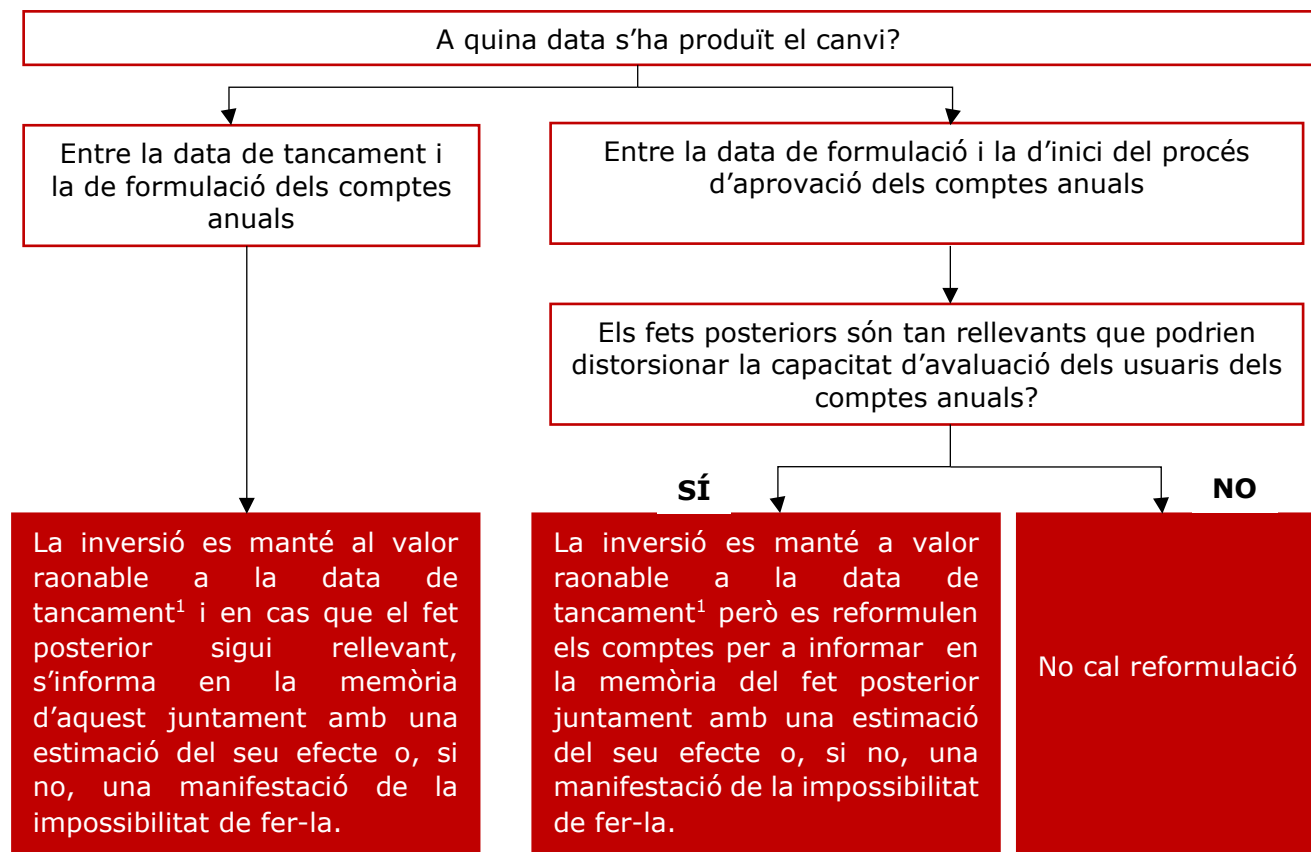 A quina data s’ha produït el canvi?
Entre la data de tancament i
la de formulació dels comptes
anuals
Entre la data de formulació i la d’inici del procés
d’aprovació dels comptes anuals
Els fets posteriors són tan rellevants que podrien
distorsionar la capacitat d’avaluació dels usuaris dels
comptes anuals?
SÍ
NO
La inversió es manté al valor
raonable a la data de
tancament¹ i en cas que el fet
posterior sigui rellevant,
s’informa en la memòria
d’aquest juntament amb una
estimació del seu efecte o, si
no, una manifestació de la
impossibilitat de fer-la.
La inversió es manté a valor
raonable a la data de
tancament¹ però es reformulen
els comptes per a informar en
la memòria del fet posterior
juntament amb una estimació
del seu efecte o, si no, una
manifestació de la impossibilitat
de fer-la.
No cal reformulació